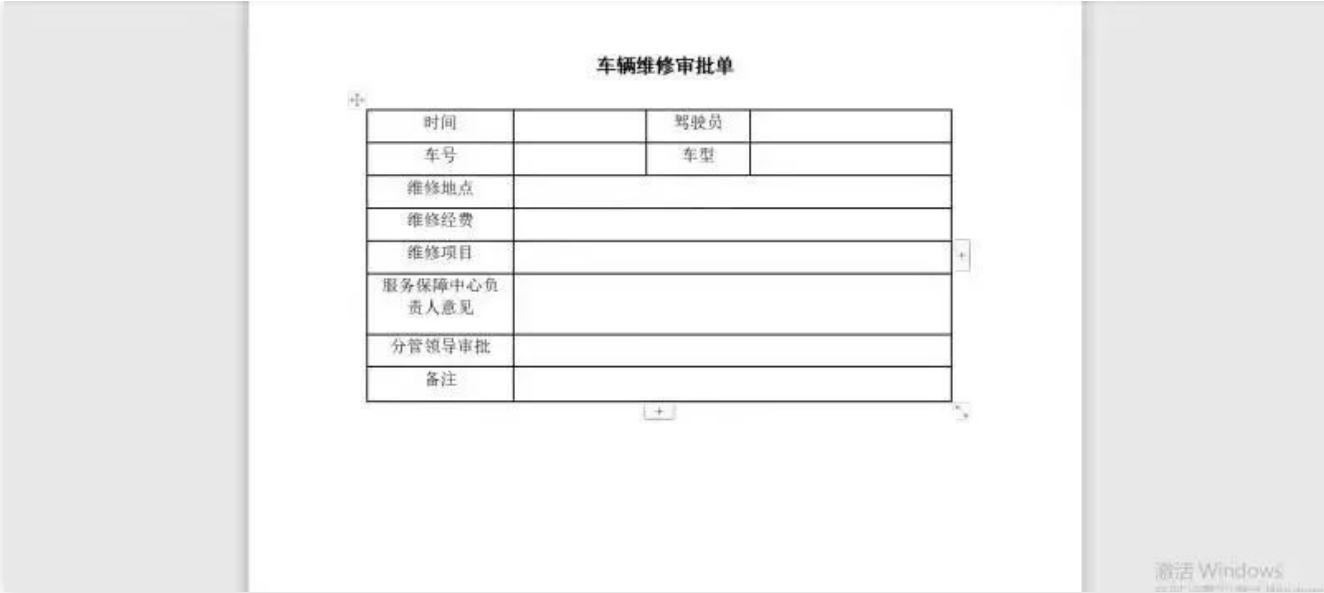 车辆维修审批单
时间 驾驶员
车号 车型
维修地点
维修经费
维修项目
服务保障中心负
责人意见
分管领导审批
备注
激活 Windows